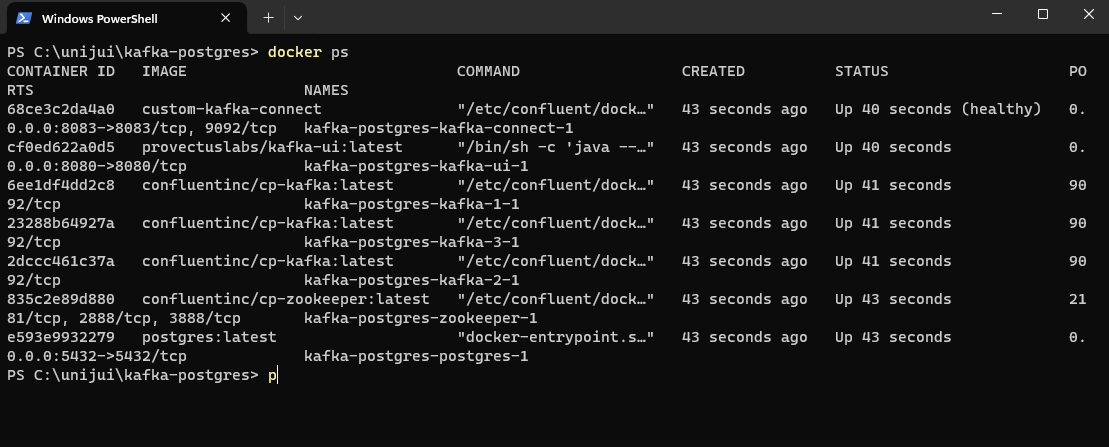 Windows PowerShell
PS C:\unijui\kafka-postgres> docker ps
CONTAINER ID   IMAGE                              COMMAND                  CREATED          STATUS                    PO
RTS                        NAMES
68ce3c2da4a0   custom-kafka-connect               "/etc/confluent/dock…"   43 seconds ago   Up 40 seconds (healthy)   0.
0.0.0:8083->8083/tcp, 9092/tcp   kafka-postgres-kafka-connect-1
cf0ed622a0d5   provectuslabs/kafka-ui:latest      "/bin/sh -c 'java --…"   43 seconds ago   Up 40 seconds             0.
0.0.0:8080->8080/tcp             kafka-postgres-kafka-ui-1
6ee1df4dd2c8   confluentinc/cp-kafka:latest       "/etc/confluent/dock…"   43 seconds ago   Up 41 seconds             90
92/tcp                           kafka-postgres-kafka-1-1
23288b64927a   confluentinc/cp-kafka:latest       "/etc/confluent/dock…"   43 seconds ago   Up 41 seconds             90
92/tcp                           kafka-postgres-kafka-3-1
2dccc461c37a   confluentinc/cp-kafka:latest       "/etc/confluent/dock…"   43 seconds ago   Up 41 seconds             90
92/tcp                           kafka-postgres-kafka-2-1
835c2e89d880   confluentinc/cp-zookeeper:latest   "/etc/confluent/dock…"   43 seconds ago   Up 43 seconds             21
81/tcp, 2888/tcp, 3888/tcp       kafka-postgres-zookeeper-1
e593e9932279   postgres:latest                    "docker-entrypoint.s…"   43 seconds ago   Up 43 seconds             0.
0.0.0:5432->5432/tcp             kafka-postgres-postgres-1
PS C:\unijui\kafka-postgres> p